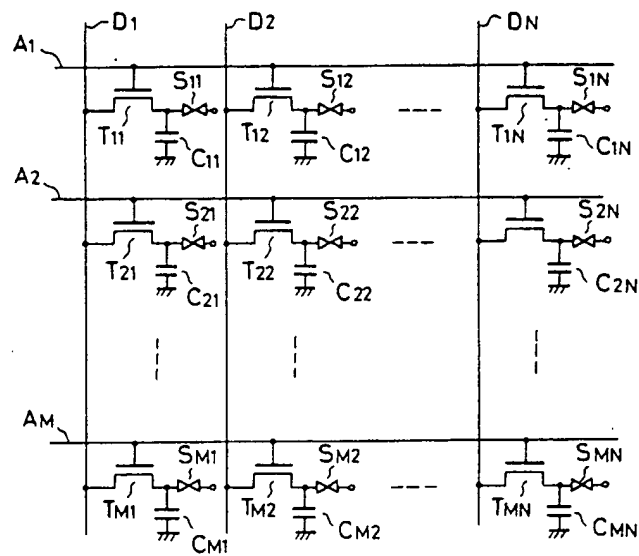 D1 D2 DN
A1
S11 S12 S1N
T11 T12 T1N
C11 C12 C1N
A2
S21 S22 S2N
T21 T22
C21 C22 C2N
AM
SM1 SM2 SMN
TM1 TM2 TMN
CM1 CM2 CMN